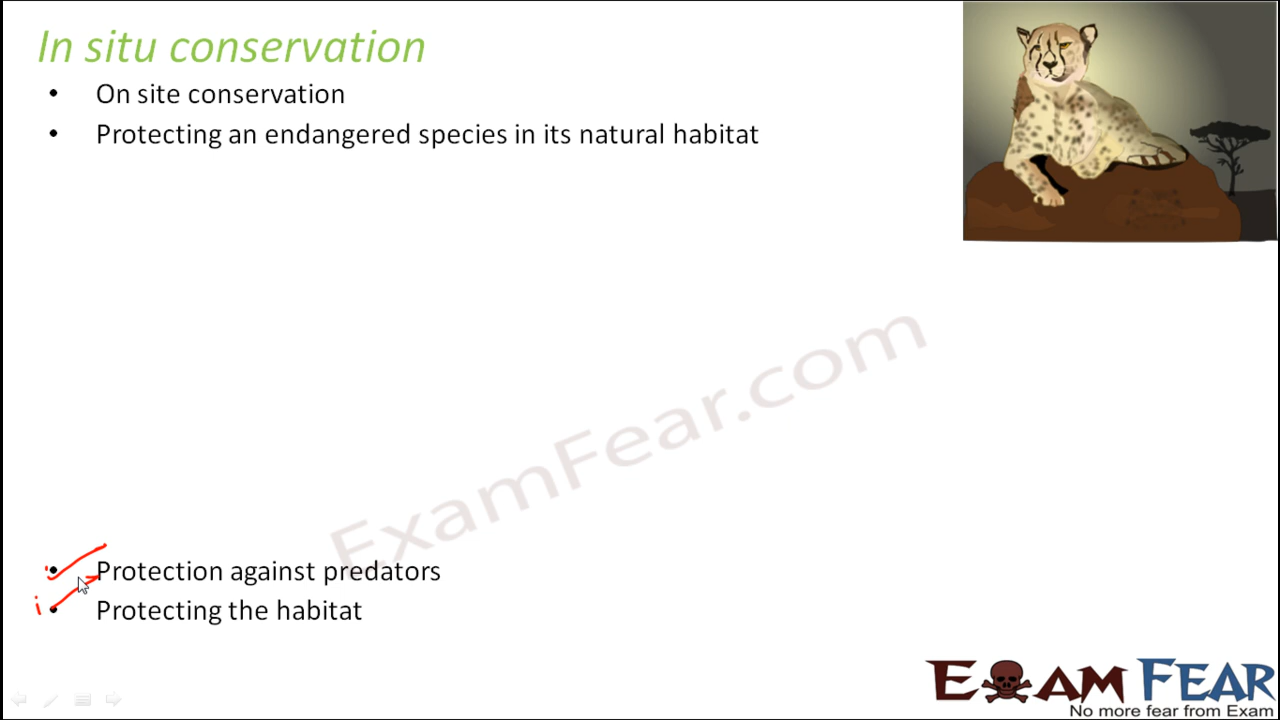 In situ conservation
• On site conservation
• Protecting an endangered species in its natural habitat
ExamFear.com
• Protection against predators
• Protecting the habitat
EXAM FEAR
No more fear from Exam